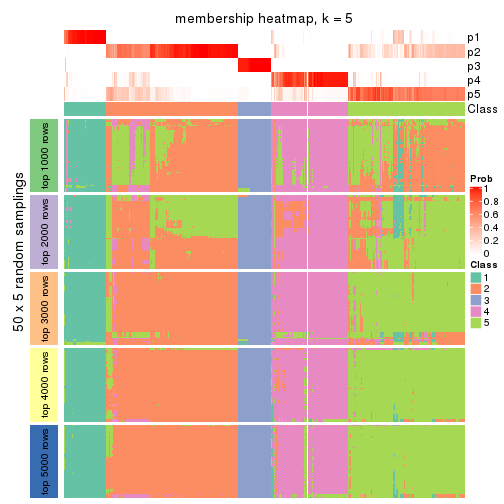 membership heatmap, k = 5
p1
p2
p3
p4
p5
Class
50 x 5 random samplings
top 1000 rows
top 2000 rows
top 3000 rows
top 4000 rows
top 5000 rows
Prob
1
0.8
0.6
0.4
0.2
0
Class
1
2
3
4
5